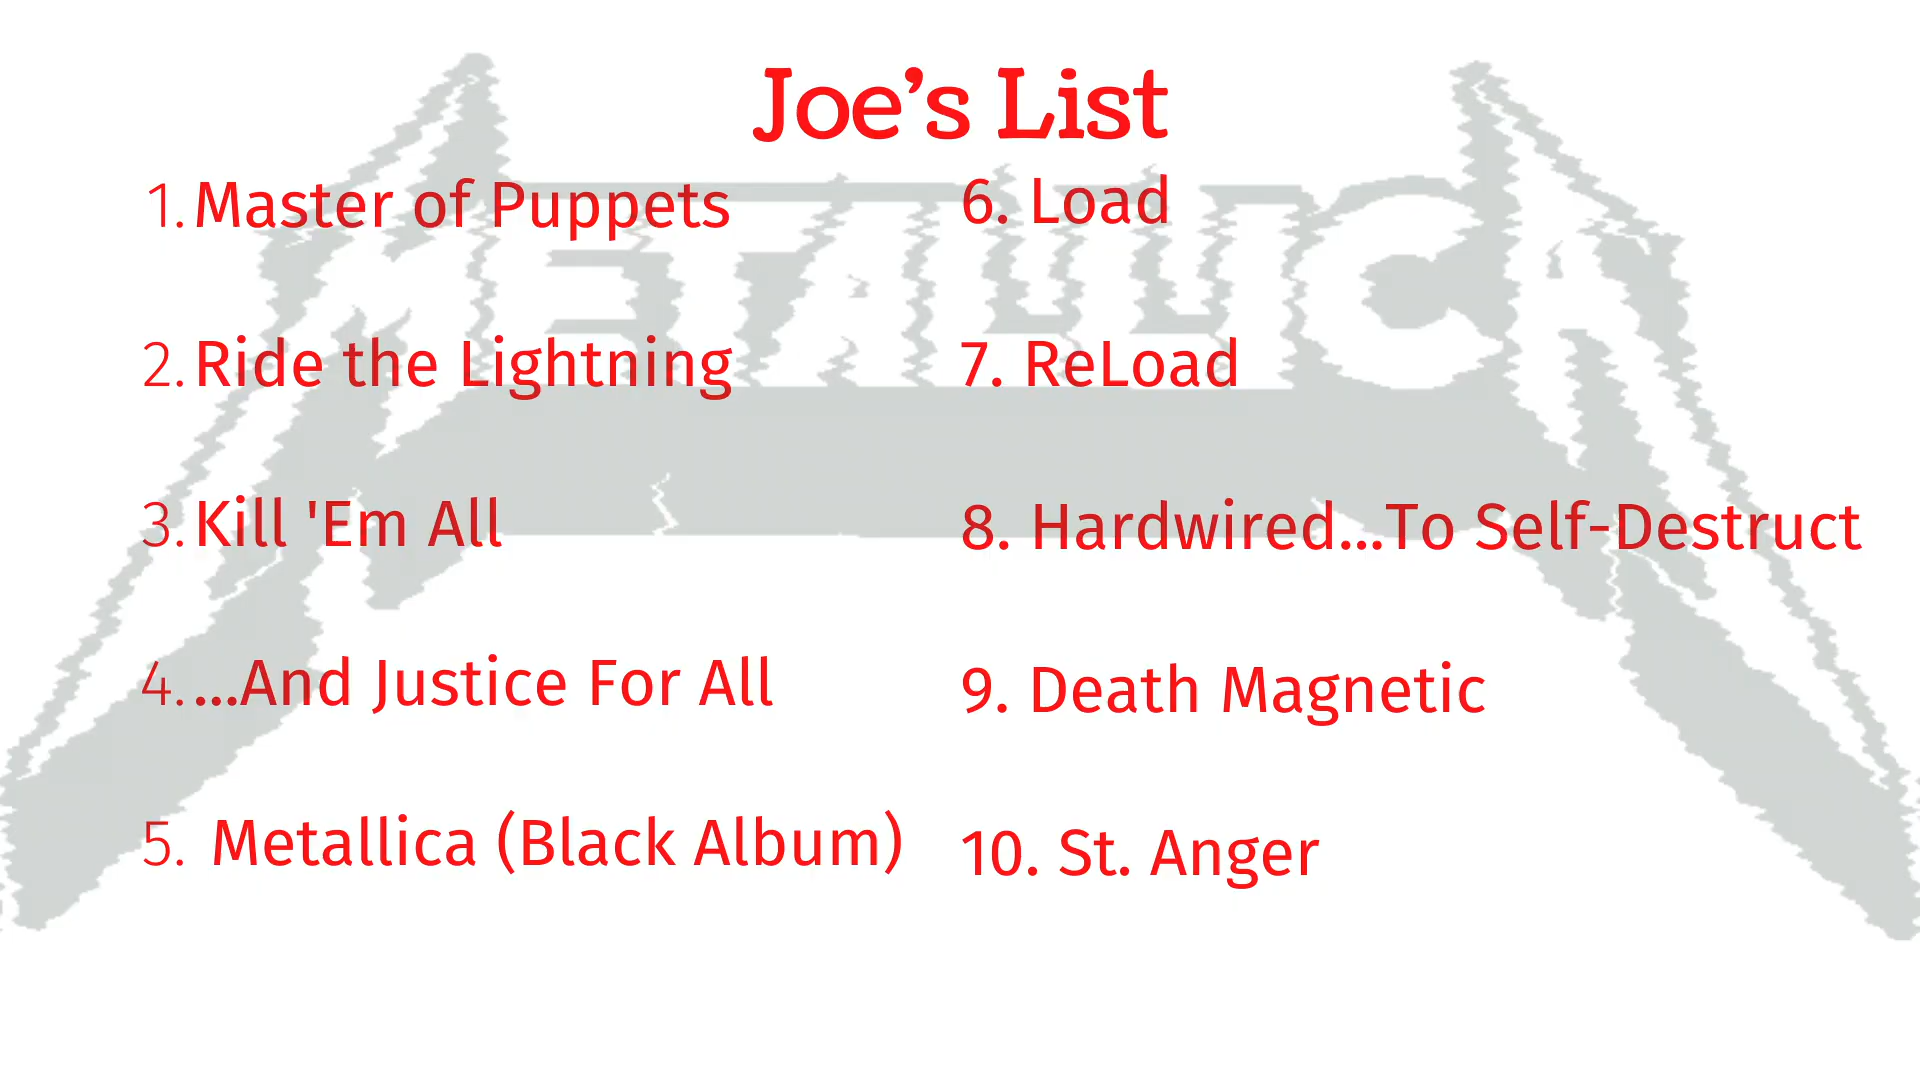 Joe’s List
1. Master of Puppets
2. Ride the Lightning
3. Kill 'Em All
4. ...And Justice For All
5. Metallica (Black Album)
6. Load
7. ReLoad
8. Hardwired...To Self-Destruct
9. Death Magnetic
10. St. Anger
METALLICA